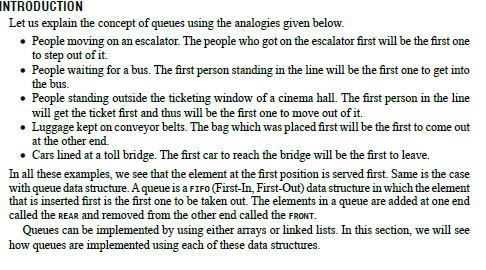 INTRODUCTION
Let us explain the concept of queues using the analogies given below.
• People moving on an escalator. The people who got on the escalator first will be the first one
to step out of it.
• People waiting for a bus. The first person standing in the line will be the first one to get into
the bus.
• People standing outside the ticketing window of a cinema hall. The first person in the line
will get the ticket first and thus will be the first one to move out of it.
• Luggage kept on conveyor belts. The bag which was placed first will be the first to come out
at the other end.
• Cars lined at a toll bridge. The first car to reach the bridge will be the first to leave.
In all these examples, we see that the element at the first position is served first. Same is the case
with queue data structure. A queue is a FIFO (First-In, First-Out) data structure in which the element
that is inserted first is the first one to be taken out. The elements in a queue are added at one end
called the REAR and removed from the other end called the FRONT.
Queues can be implemented by using either arrays or linked lists. In this section, we will see
how queues are implemented using each of these data structures.